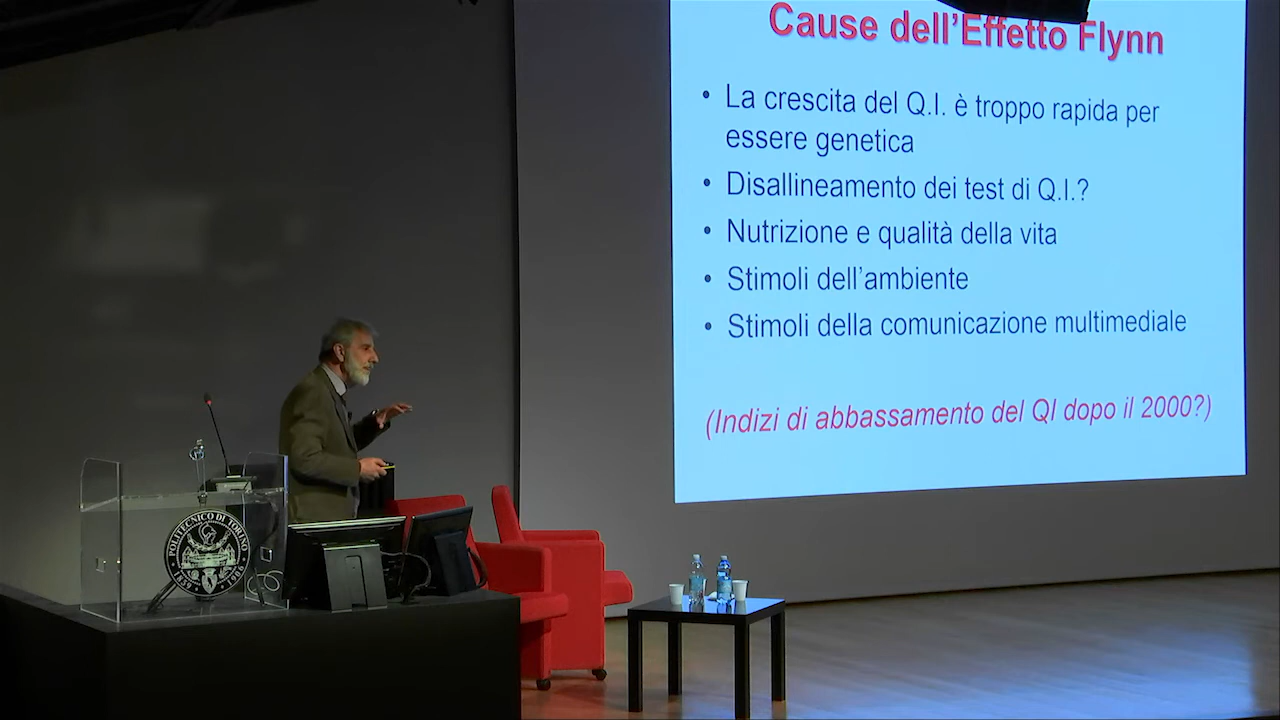 Cause dell'Effetto Flynn
• La crescita del Q.I. è troppo rapida per
essere genetica
• Disallineamento dei test di Q.I.?
• Nutrizione e qualità della vita
• Stimoli dell'ambiente
• Stimoli della comunicazione multimediale
(Indizi di abbassamento del QI dopo il 2000?)
POLITECNICO DI TORINO
1859 1906